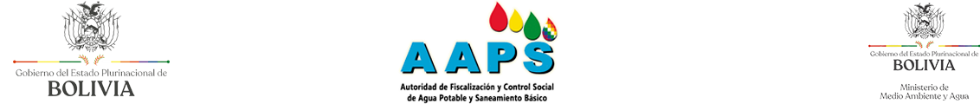 Gobierno del Estado Plurinacional de
BOLIVIA
AAPS
Autoridad de Fiscalización y Control Social
de Agua Potable y Saneamiento Básico
Gobierno del Estado Plurinacional de
BOLIVIA
Ministerio de
Medio Ambiente y Agua